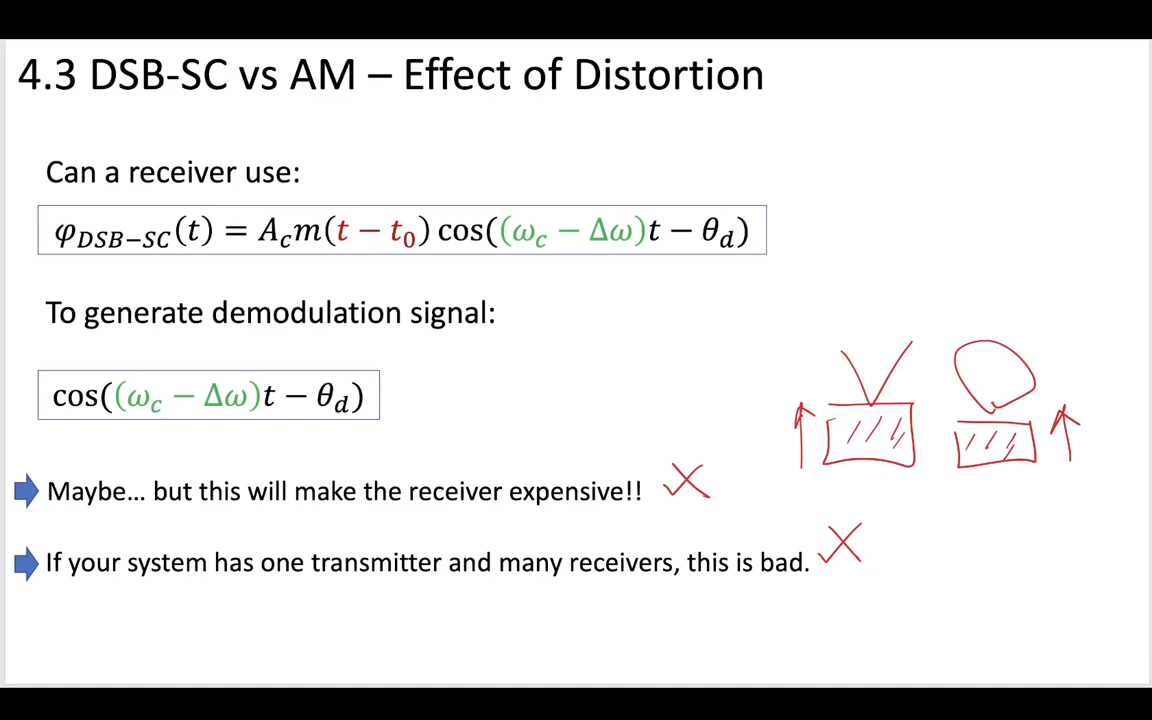 4.3 DSB-SC vs AM – Effect of Distortion
Can a receiver use:
φ_{DSB−SC}(t) = A_c m(t − t_0) cos((ω_c − Δω)t − θ_d)
To generate demodulation signal:
cos((ω_c − Δω)t − θ_d)
Maybe... but this will make the receiver expensive!!
If your system has one transmitter and many receivers, this is bad.